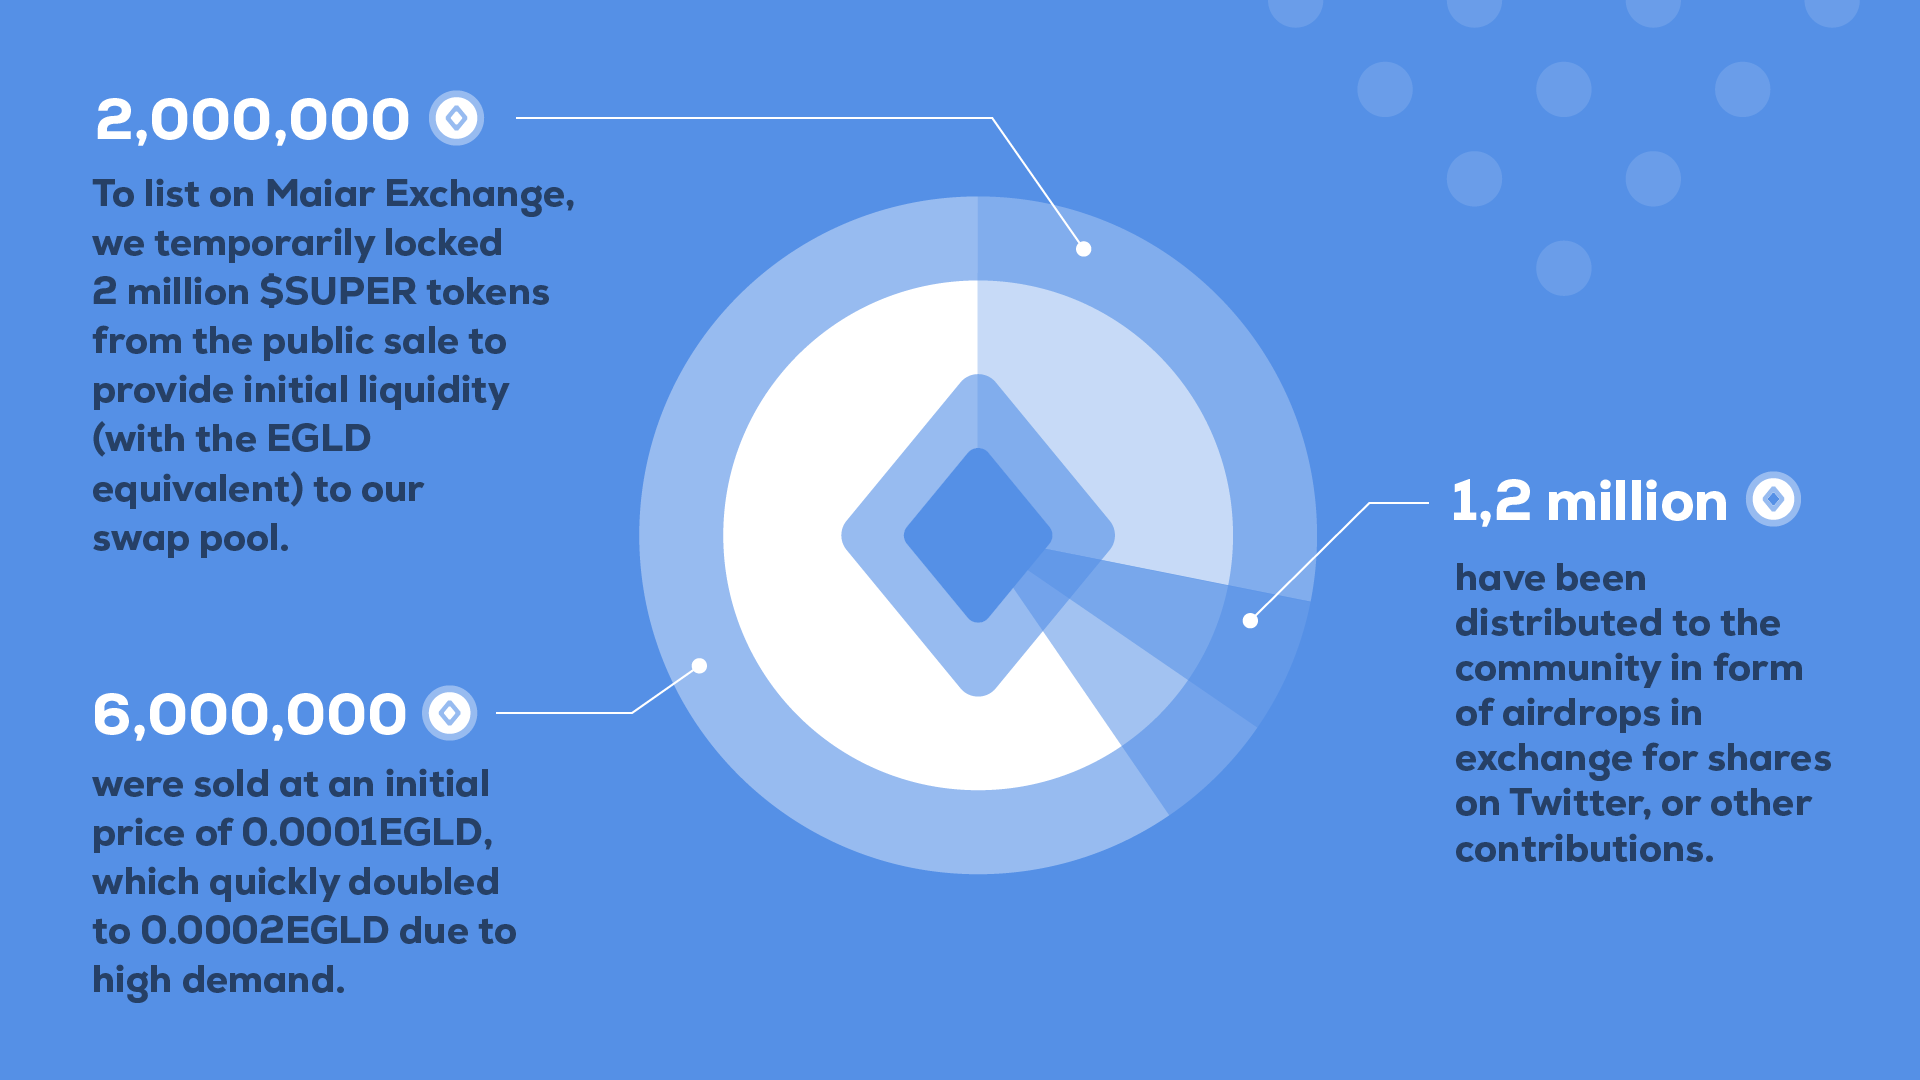 2,000,000
To list on Maiar Exchange,
we temporarily locked
2 million $SUPER tokens
from the public sale to
provide initial liquidity
(with the EGLD
equivalent) to our
swap pool.
6,000,000
were sold at an initial
price of 0.0001EGLD,
which quickly doubled
to 0.0002EGLD due to
high demand.
1,2 million
have been
distributed to the
community in form
of airdrops in
exchange for shares
on Twitter, or other
contributions.